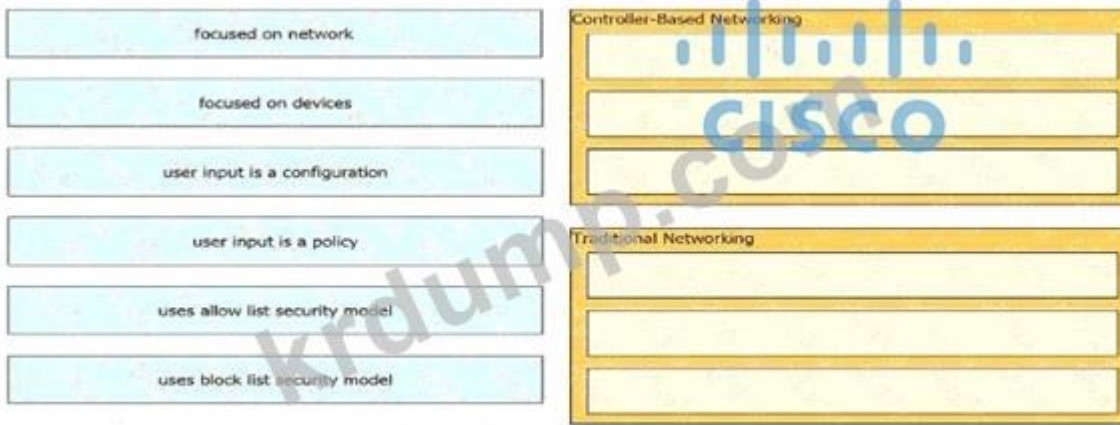 focused on network
focused on devices
user input is a configuration
user input is a policy
uses allow list security model
uses block list security model
Controller-Based Networking
CISCO
Traditional Networking
krdump.com